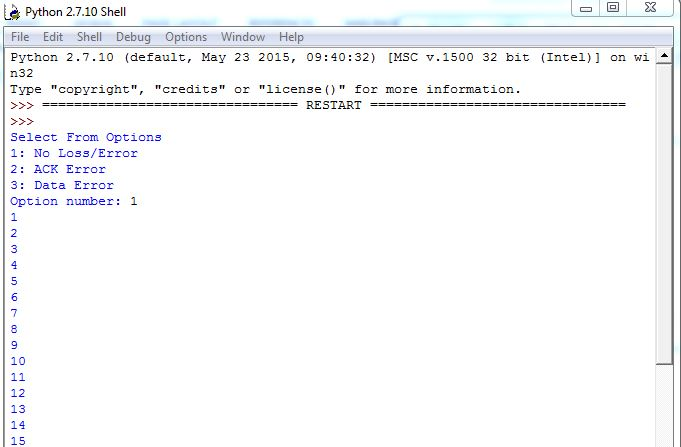 Python 2.7.10 Shell
File Edit Shell Debug Options Window Help
Python 2.7.10 (default, May 23 2015, 09:40:32) [MSC v.1500 32 bit (Intel)] on wi
n32
Type "copyright", "credits" or "license()" for more information.
>>> ================================ RESTART ================================
>>>
Select From Options
1: No Loss/Error
2: ACK Error
3: Data Error
Option number: 1
1
2
3
4
5
6
7
8
9
10
11
12
13
14
15